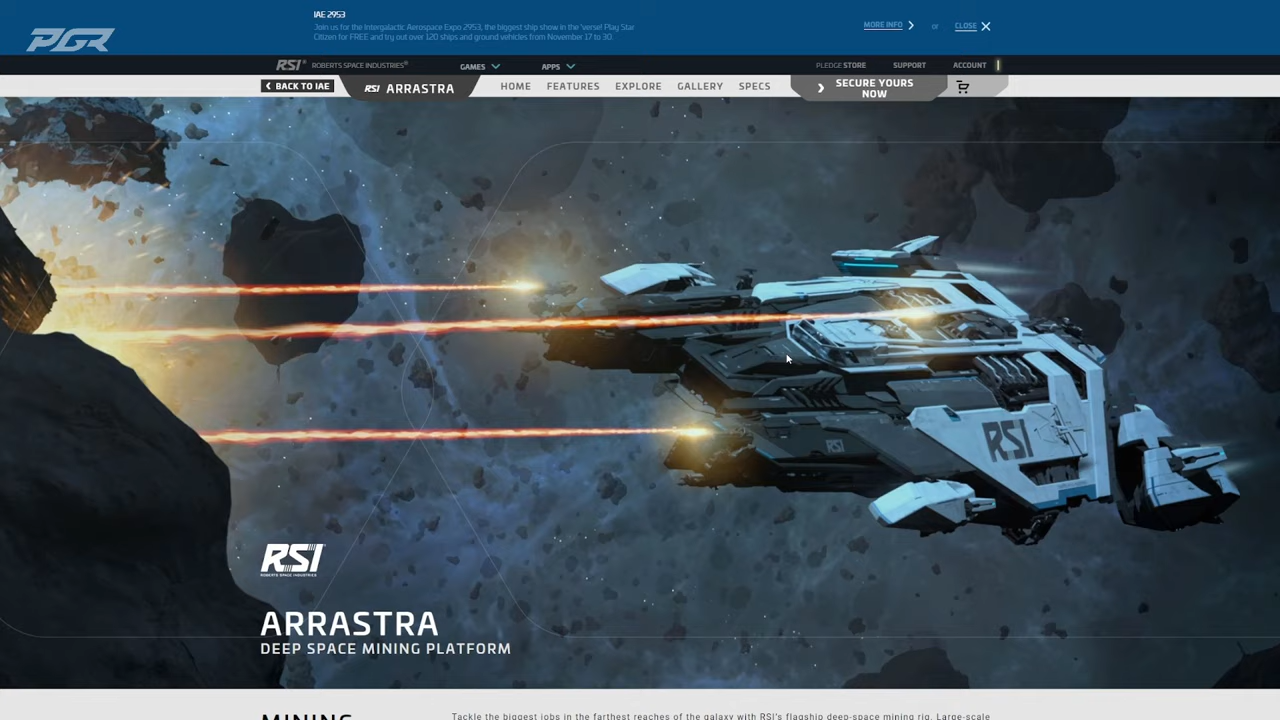 IAE 2953
Join us for the Intergalactic Aerospace Expo 2953, the biggest ship show in the 'verse! Play Star
Citizen for FREE and try out over 120 ships and ground vehicles from November 17 to 30.
MORE INFO or CLOSE
PGR
RSI ROBERTS SPACE INDUSTRIES® GAMES APPS PLEDGE STORE SUPPORT ACCOUNT
BACK TO IAE RSI ARRASTRA HOME FEATURES EXPLORE GALLERY SPECS SECURE YOURS
NOW
RSI
RSI
RSI
ROBERTS SPACE INDUSTRIES
ARRASTRA
DEEP SPACE MINING PLATFORM
MINING Tackle the biggest jobs in the farthest reaches of the galaxy with RSI's flagship deep-space mining rig. Large-scale